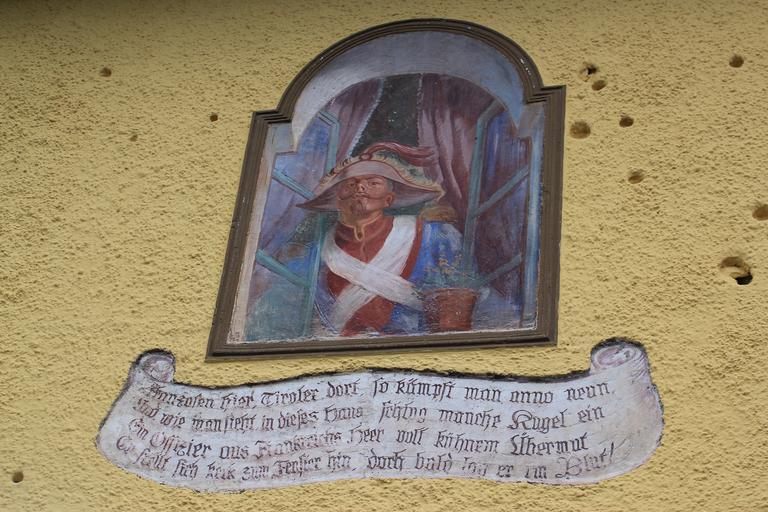 Franzosen hier, Tiroler dort, so kämpft man anno neun,
Und wie man sieht in dieses Haus schlug manche Kugel ein
Ein Offizier aus Frankreichs Heer voll kühnem Übermut
Er stellt sich keck zum Fenster hin, doch bald lag er im Blut!